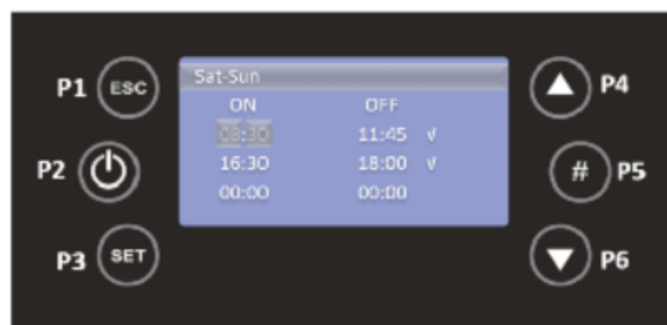 P1 ESC
P2
P3 SET
Sat-Sun
ON OFF
08:30 11:45 √
16:30 18:00 √
00:00 00:00
P4
# P5
P6